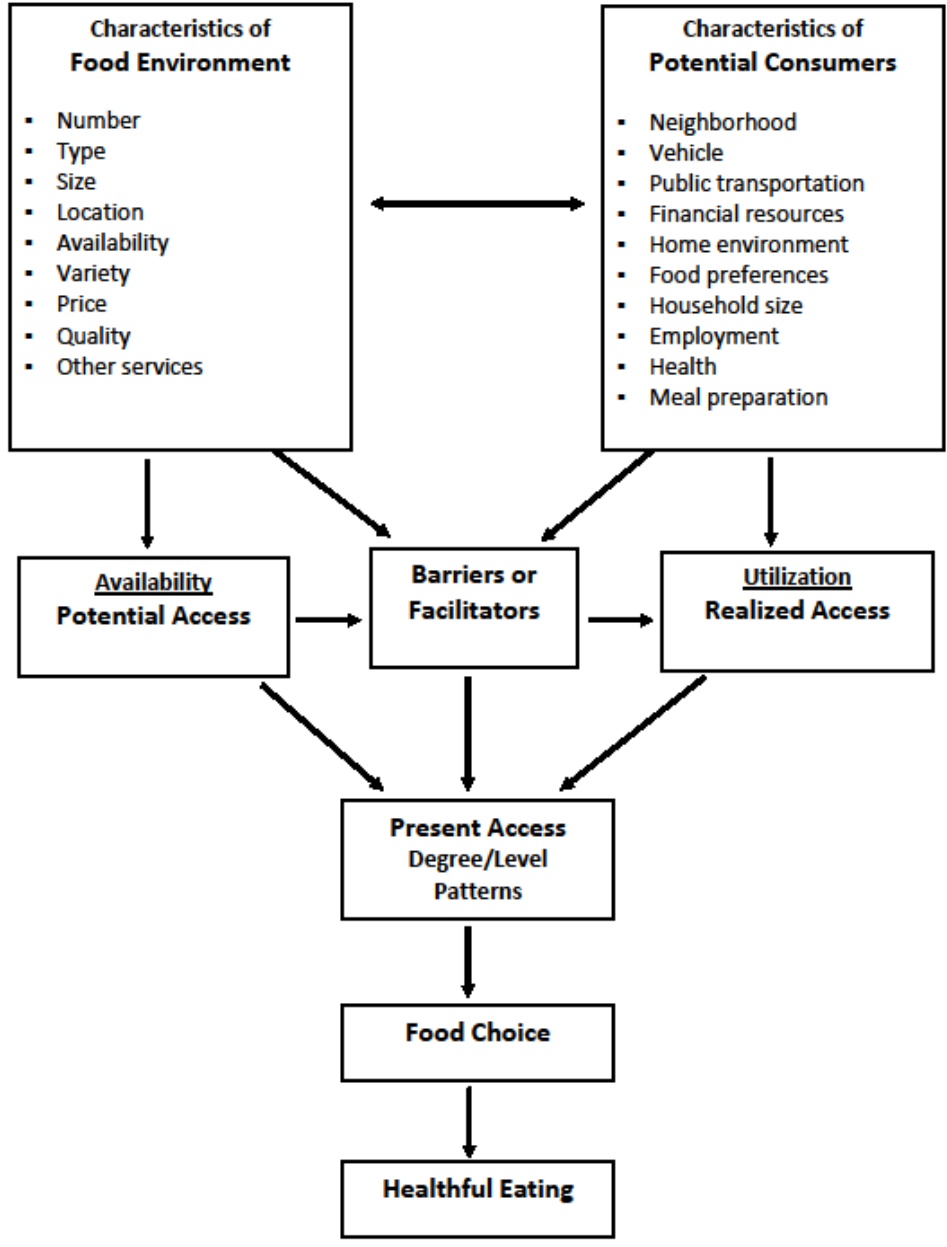 Characteristics of
Food Environment
▪ Number
▪ Type
▪ Size
▪ Location
▪ Availability
▪ Variety
▪ Price
▪ Quality
▪ Other services
Characteristics of
Potential Consumers
▪ Neighborhood
▪ Vehicle
▪ Public transportation
▪ Financial resources
▪ Home environment
▪ Food preferences
▪ Household size
▪ Employment
▪ Health
▪ Meal preparation
Availability
Potential Access
Barriers or
Facilitators
Utilization
Realized Access
Present Access
Degree/Level
Patterns
Food Choice
Healthful Eating